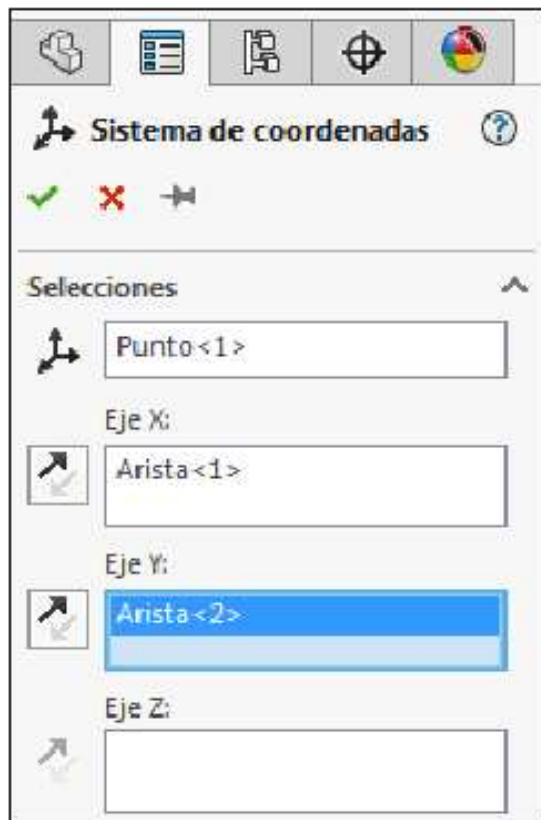 Sistema de coordenadas
Selecciones
Punto<1>
Eje X:
Arista<1>
Eje Y:
Arista<2>
Eje Z: